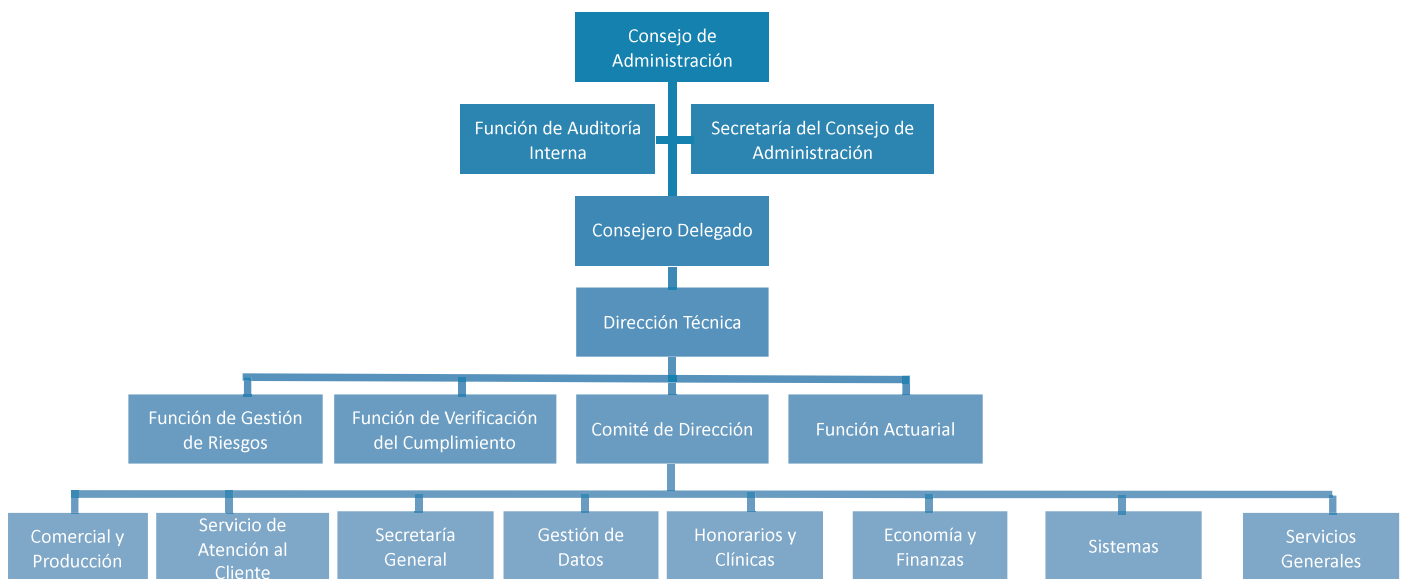 Consejo de
Administración
Función de Auditoría
Interna
Secretaría del Consejo de
Administración
Consejero Delegado
Dirección Técnica
Función de Gestión
de Riesgos
Función de Verificación
del Cumplimiento
Comité de Dirección
Función Actuarial
Comercial y
Producción
Servicio de
Atención al
Cliente
Secretaría
General
Gestión de
Datos
Honorarios y
Clínicas
Economía y
Finanzas
Sistemas
Servicios
Generales